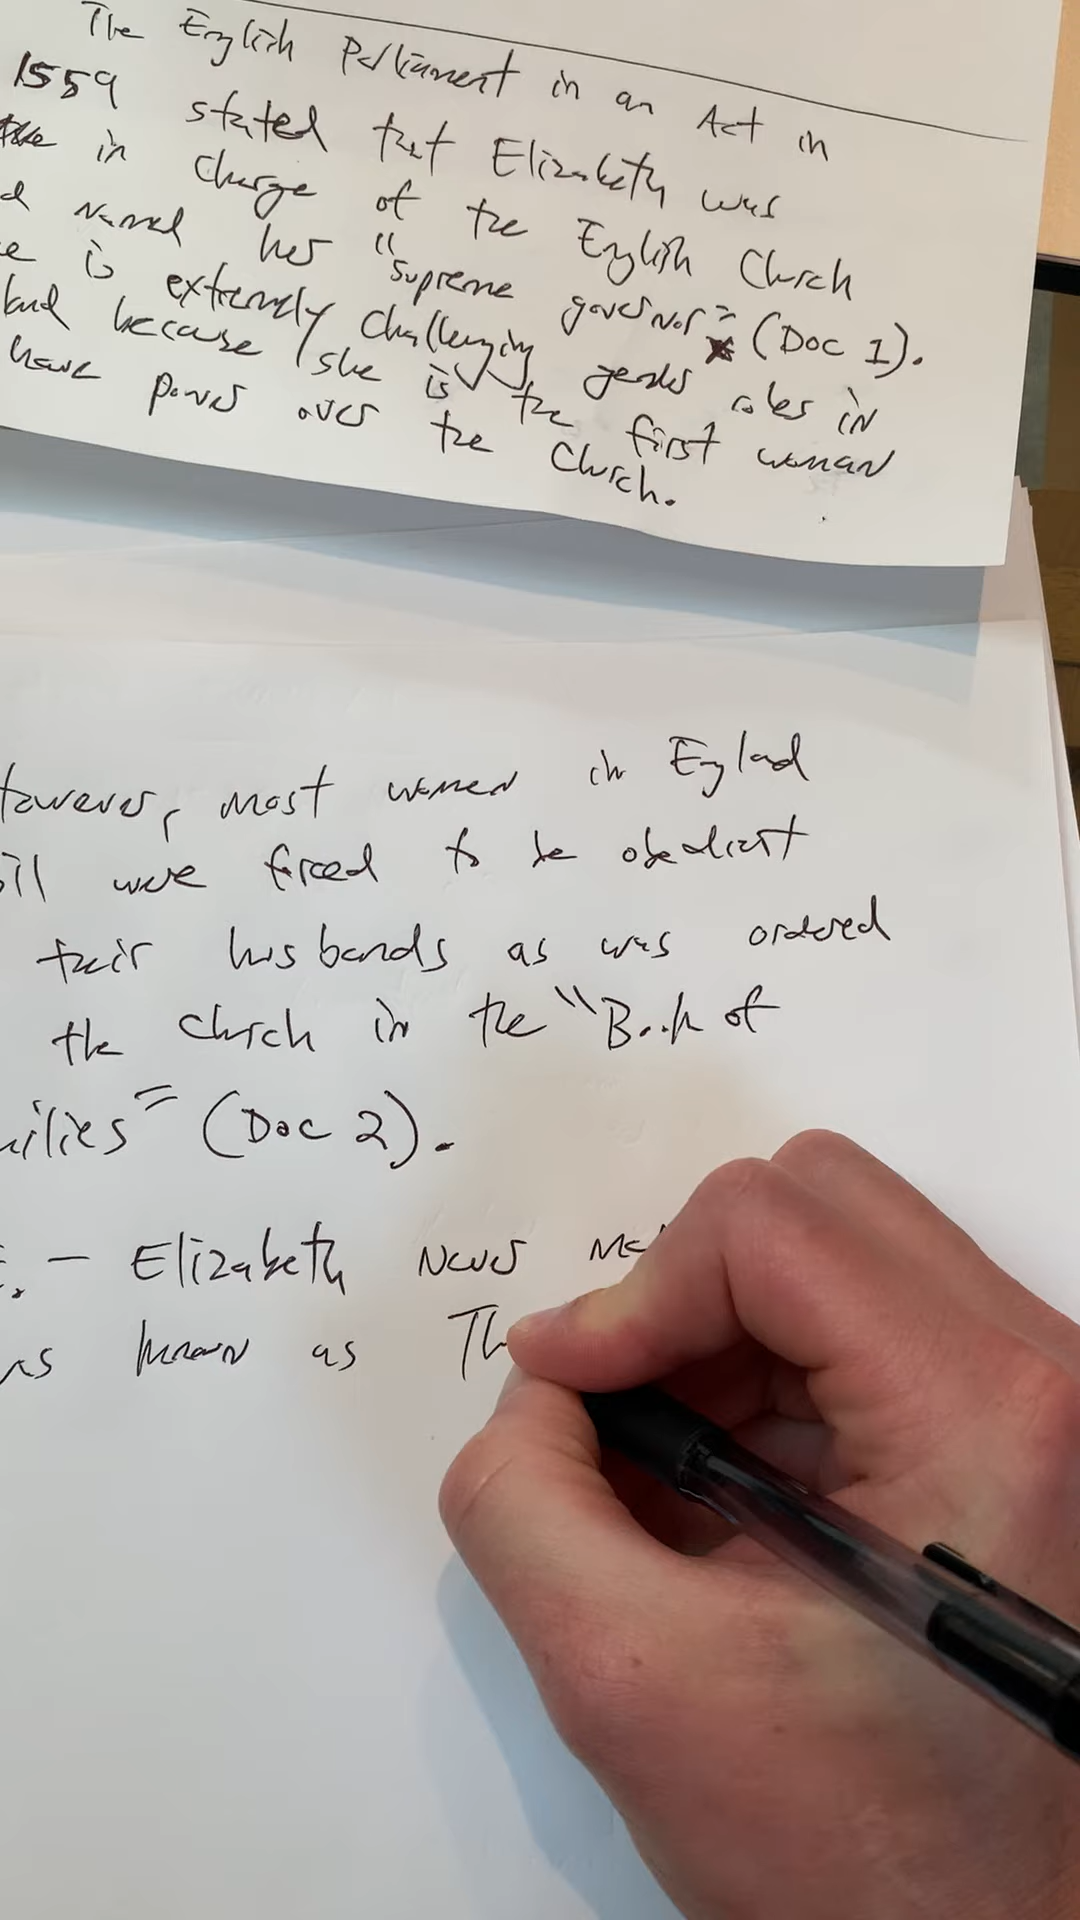 The English Parliament in an Act in
1559 stated that Elizabeth was
the in charge of the English Church
named her "supreme governor" (Doc 1).
is extremely challenging gender roles in
because she is the first woman
have power over the Church.
However, most women in England
were forced to be obedient
their husbands as was ordered
the church in the "Book of
(Doc 2).
- Elizabeth never
known as